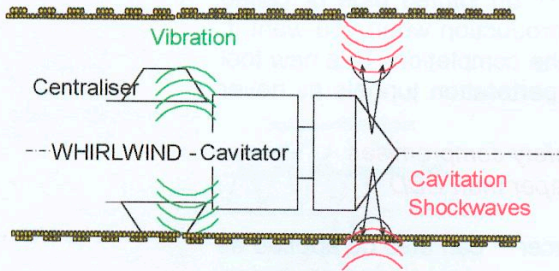 Vibration
Centraliser
WHIRLWIND - Cavitator
Cavitation
Shockwaves